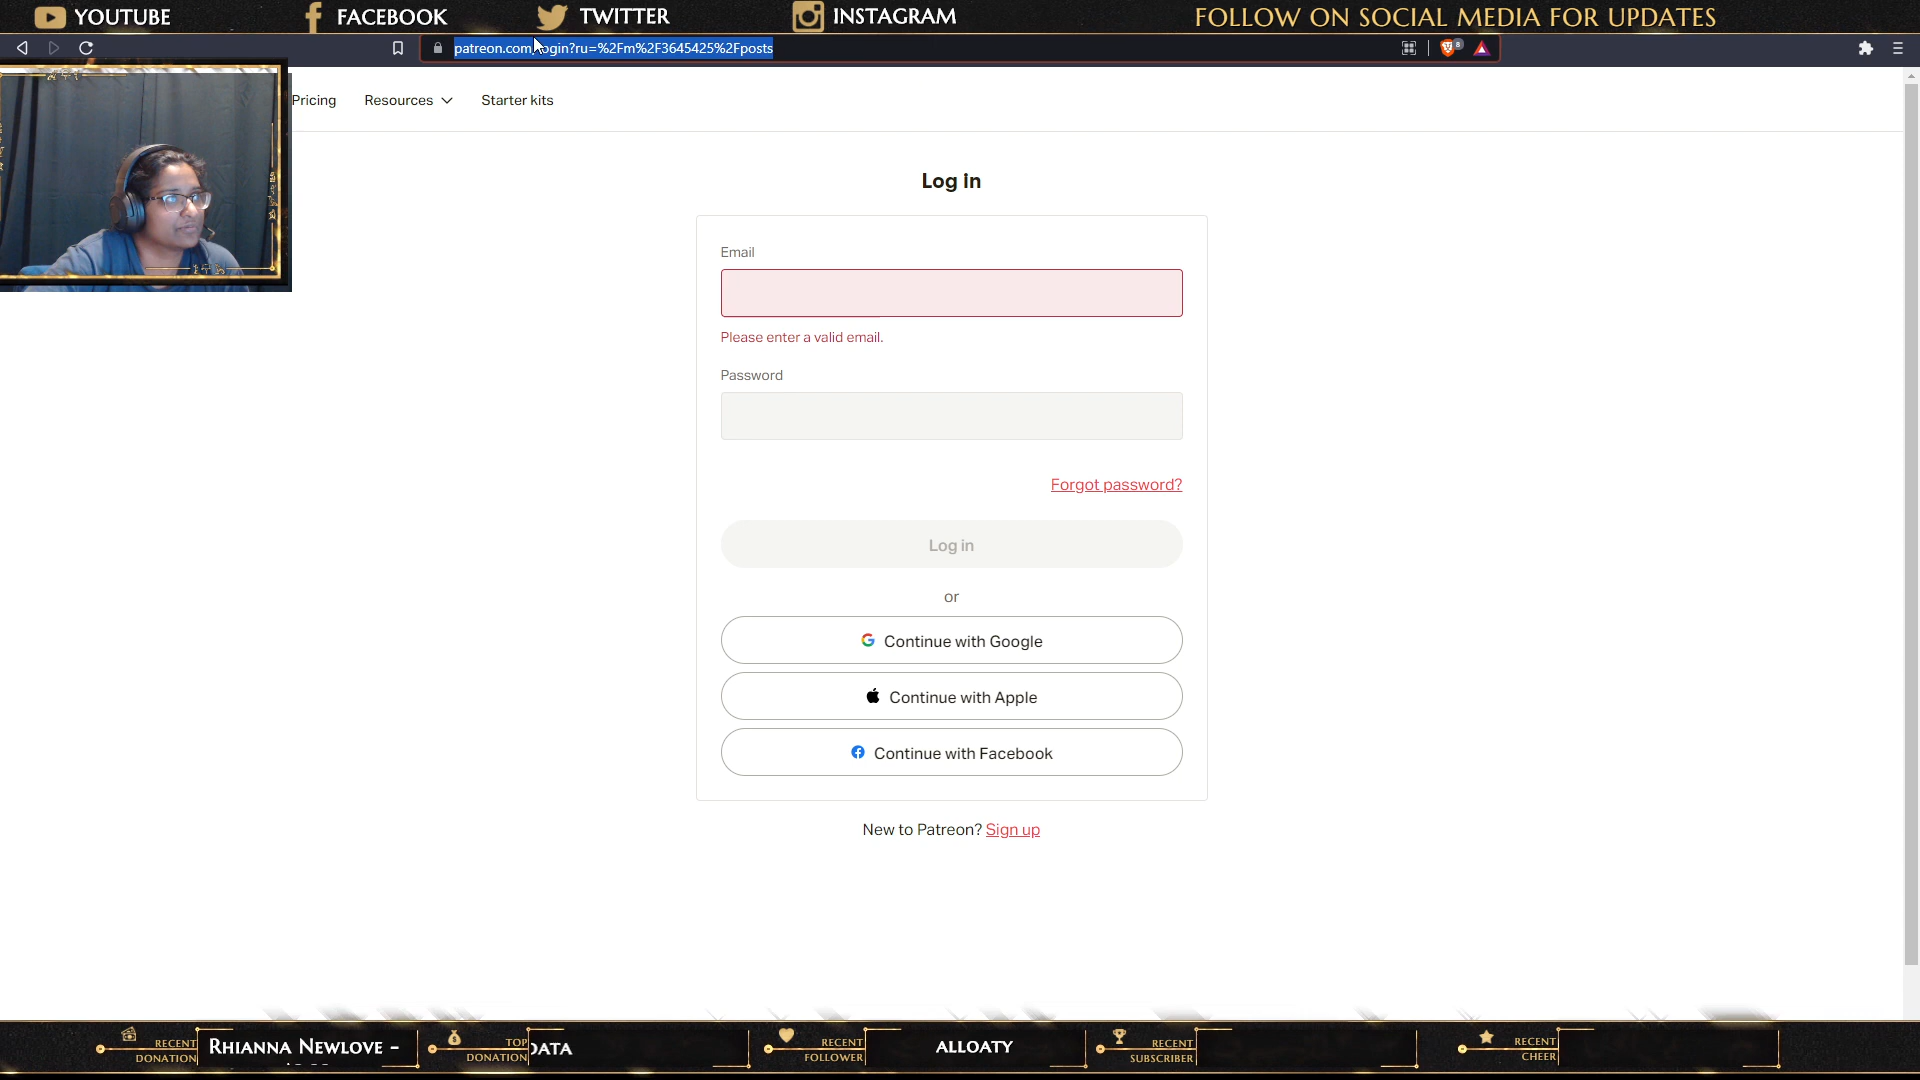 YOUTUBE FACEBOOK TWITTER INSTAGRAM FOLLOW ON SOCIAL MEDIA FOR UPDATES
patreon.com/login?ru=%2Fm%2F3645425%2Fposts
Pricing Resources Starter kits
Log in
Email
Please enter a valid email.
Password
Forgot password?
Log in
or
Continue with Google
Continue with Apple
Continue with Facebook
New to Patreon? Sign up
RECENT DONATION
RHIANNA NEWLOVE -
TOP DONATION
DATA
RECENT FOLLOWER
ALLOATY
RECENT SUBSCRIBER
RECENT CHEER